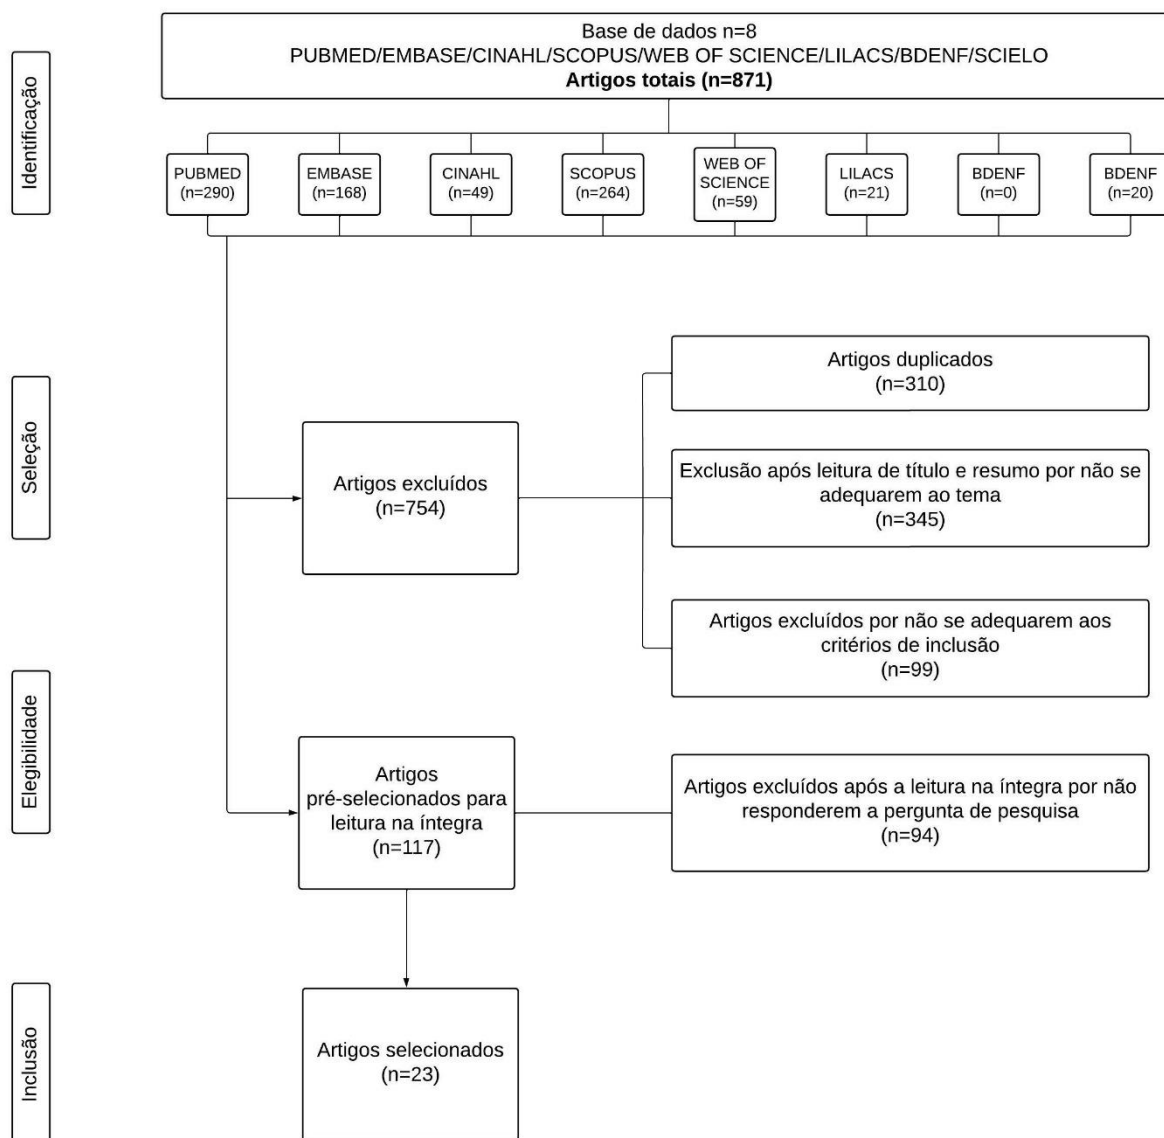 Base de dados n=8
PUBMED/EMBASE/CINAHL/SCOPUS/WEB OF SCIENCE/LILACS/BDENF/SCIELO
Artigos totais (n=871)
Identificação
PUBMED
(n=290)
EMBASE
(n=168)
CINAHL
(n=49)
SCOPUS
(n=264)
WEB OF
SCIENCE
(n=59)
LILACS
(n=21)
BDENF
(n=0)
BDENF
(n=20)
Seleção
Artigos excluídos
(n=754)
Artigos duplicados
(n=310)
Exclusão após leitura de título e resumo por não se
adequarem ao tema
(n=345)
Artigos excluídos por não se adequarem aos
critérios de inclusão
(n=99)
Elegibilidade
Artigos
pré-selecionados para
leitura na íntegra
(n=117)
Artigos excluídos após a leitura na íntegra por não
responderem a pergunta de pesquisa
(n=94)
Inclusão
Artigos selecionados
(n=23)